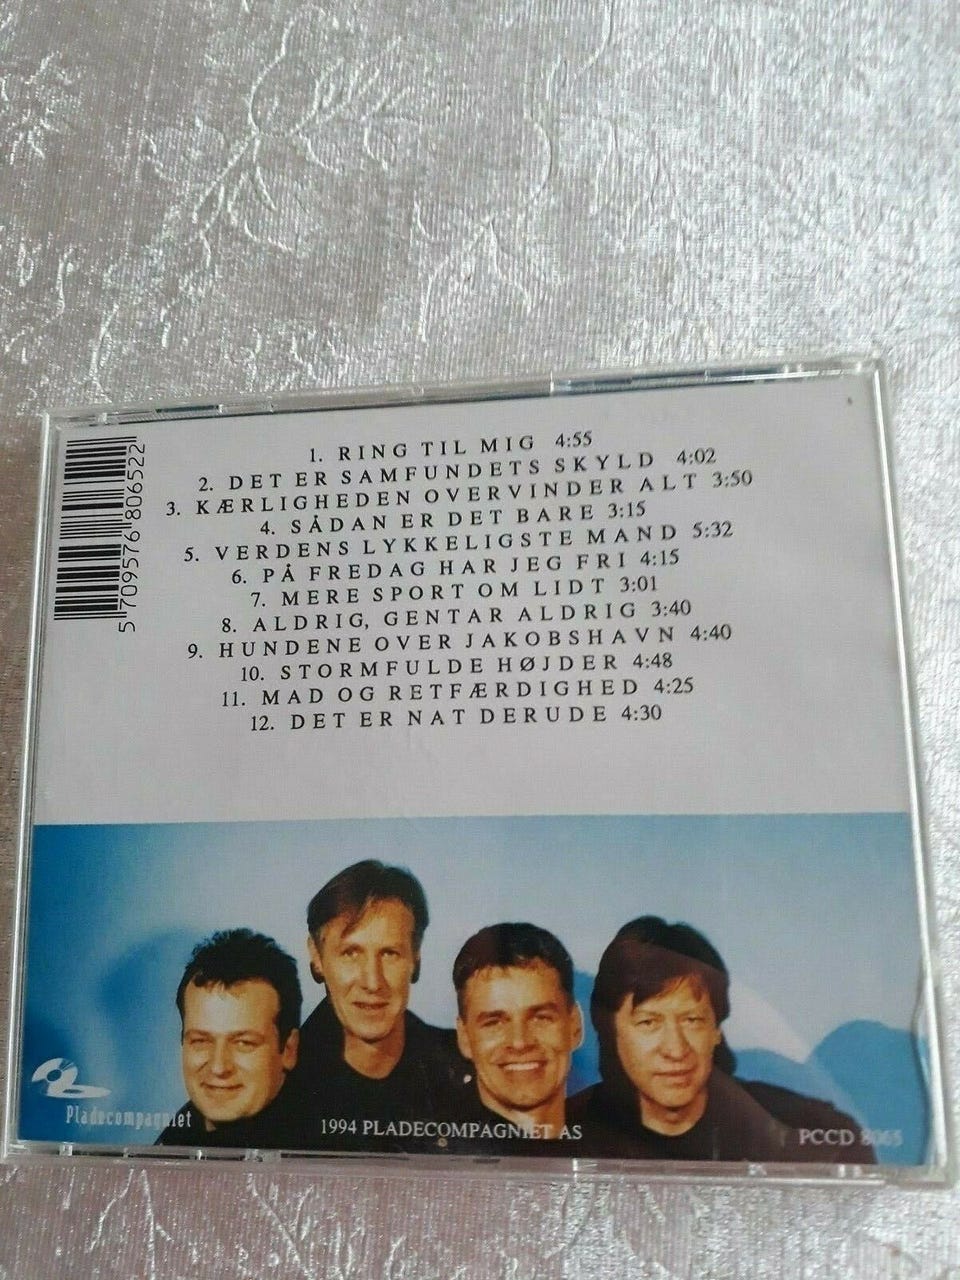 1. RING TIL MIG 4:55
2. DET ER SAMFUNDETS SKYLD 4:02
3. KÆRLIGHEDEN OVERVINDER ALT 3:50
4. SÅDAN ER DET BARE 3:15
5. VERDENS LYKKELIGSTE MAND 5:32
6. PÅ FREDAG HAR JEG FRI 4:15
7. MERE SPORT OM LIDT 3:01
8. ALDRIG, GENTAR ALDRIG 3:40
9. HUNDENE OVER JAKOBSHAVN 4:40
10. STORMFULDE HØJDER 4:48
11. MAD OG RETFÆRDIGHED 4:25
12. DET ER NAT DERUDE 4:30
5 709576 806522
Pladecompagniet
1994 PLADECOMPAGNIET AS
PCCD 8065